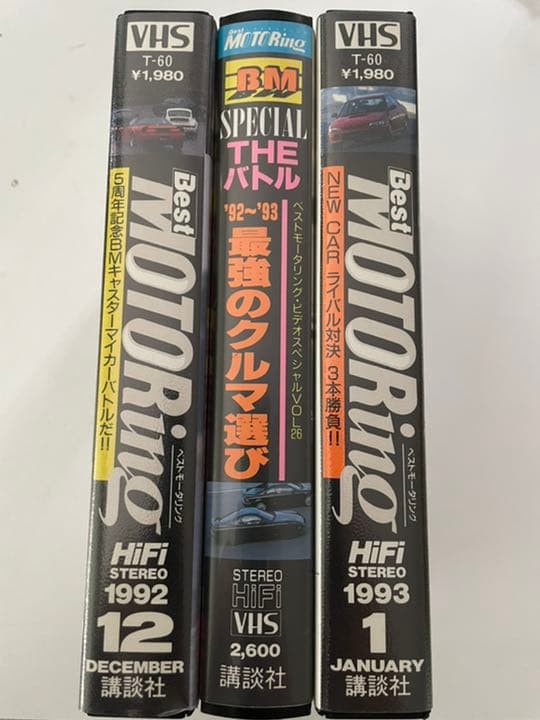 VHS
T-60
¥1,980
Best
MOTORing
ベストモータリング
5周年記念BMキャスターマイカーバトルだ!!
HiFi
STEREO
1992
12
DECEMBER
講談社
Best
MOTORing
BM
SPECIAL
THE
バトル
'92~'93
最強のクルマ選び
ベストモータリング・ビデオスペシャルVOL.26
STEREO
HiFi
VHS
2,600
講談社
VHS
T-60
¥1,980
Best
MOTORing
ベストモータリング
NEW CAR ライバル対決 3本勝負!!
HiFi
STEREO
1993
1
JANUARY
講談社